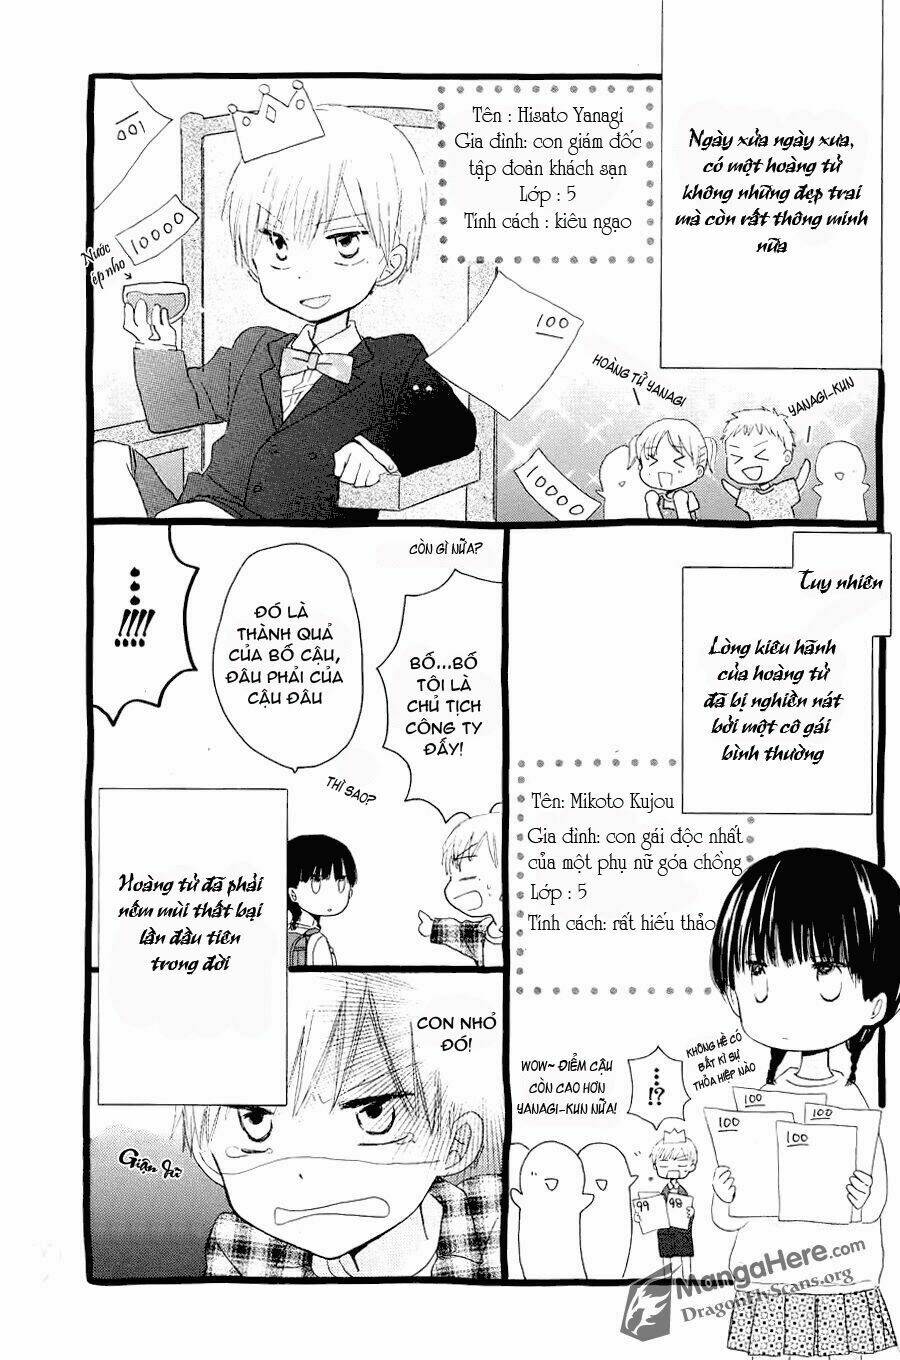 Ngày xửa ngày xưa,
có một hoàng tử
không những đẹp trai
mà còn rất thông minh
nữa
Tên : Hisato Yanagi
Gia đình: con giám đốc
tập đoàn khách sạn
Lớp : 5
Tính cách : kiêu ngạo
100
10000
Nước
ép nho
100
HOÀNG TỬ YANAGI
YANAGI-KUN
10000
Tuy nhiên
Lòng kiêu hãnh
của hoàng tử
đã bị nghiền nát
bởi một cô gái
bình thường
Tên: Mikoto Kujou
Gia đình: con gái độc nhất
của một phụ nữ góa chồng
Lớp : 5
Tính cách: rất hiếu thảo
KHÔNG HỀ CÓ
BẤT KÌ SỰ
THỎA HIỆP NÀO
...!?
WOW~ ĐIỂM CẬU
CÒN CAO HƠN
YANAGI-KUN NỮA!
100
100
100
100
99
98
CÒN GÌ NỮA?
BỐ...BỐ
TÔI LÀ
CHỦ TỊCH
CÔNG TY
ĐẤY!
ĐÓ LÀ
THÀNH QUẢ
CỦA BỐ CẬU,
ĐÂU PHẢI CỦA
CẬU ĐÂU
...!!!!
THÌ SAO?
Hoàng tử đã phải
nếm mùi thất bại
lần đầu tiên
trong đời
CON NHỎ
ĐÓ!
Giận dữ
MangaHere.com
DragonFlyScans.org